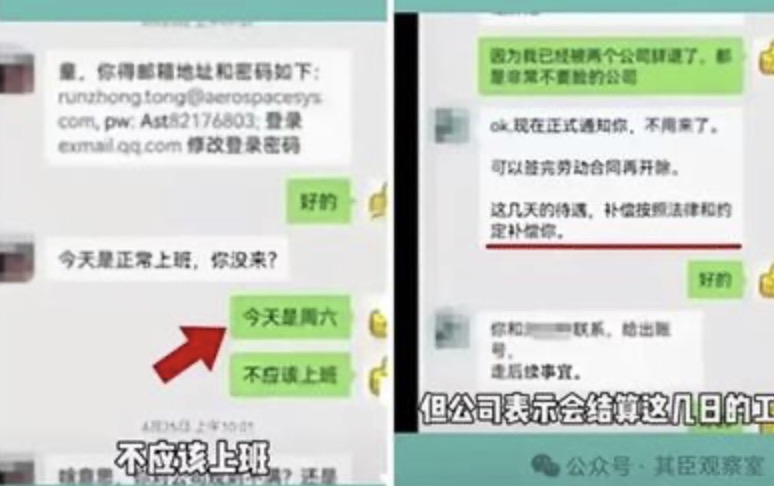 童，你得邮箱地址和密码如下：
runzhong.tong@aerospacesys.
com, pw: Ast82176803; 登录
exmail.qq.com 修改登录密码
好的
今天是正常上班，你没来？
今天是周六
不应该上班
不应该上班
因为我已经被两个公司辞退了，都
是非常不要脸的公司
ok.现在正式通知你，不用来了。
可以签完劳动合同再开除。
这几天的待遇，补偿按照法律和约
定补偿你。
好的
你和
联系，给出账
号，
走后续事宜。
但公司表示会结算这几日的工
公众号·其臣观察室